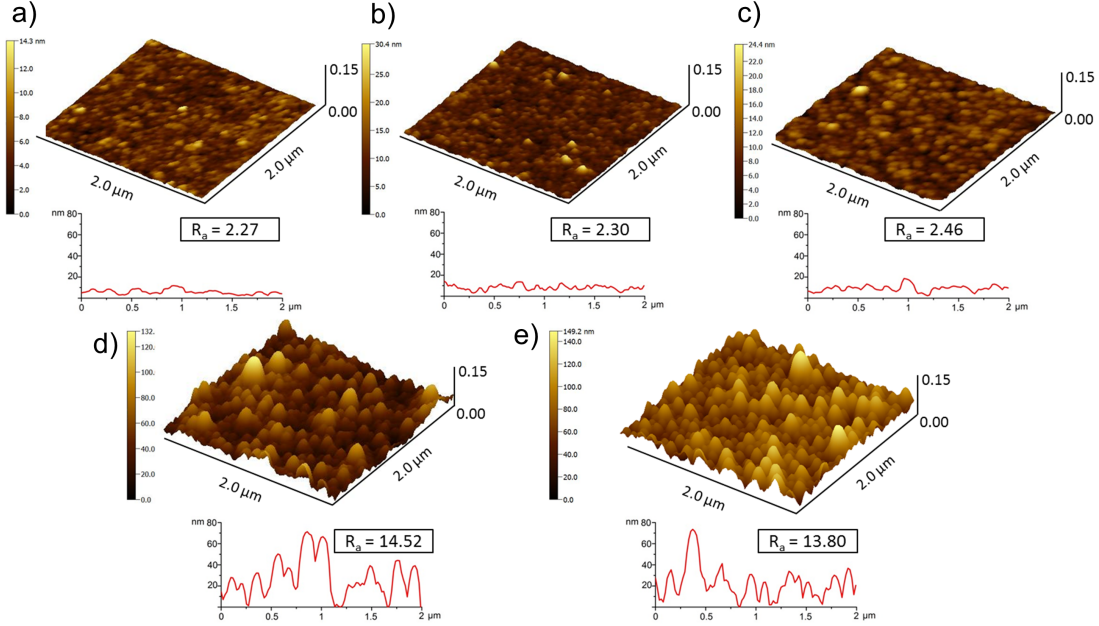 a)
14.3 nm
12.0
10.0
8.0
6.0
4.0
2.0
0.0
0.15
0.00
2.0 µm
2.0 µm
nm 80
60
40
20
0
0.5
1
1.5
2 µm
Ra = 2.27
b)
30.4 nm
25.0
20.0
15.0
10.0
5.0
0.0
0.15
0.00
2.0 µm
2.0 µm
nm 80
60
40
20
0.5
1
1.5
2 µm
Ra = 2.30
c)
24.4 nm
22.0
20.0
18.0
16.0
14.0
12.0
10.0
8.0
6.0
4.0
2.0
0.0
0.15
0.00
2.0 µm
2.0 µm
nm 80
60
40
20
0
0.5
1
1.5
2 µm
Ra = 2.46
d)
132.
100.0
80.0
60.0
40.0
20.0
0.0
0.15
0.00
2.0 µm
2.0 µm
nm 80
60
40
20
0
0.5
1
1.5
2 µm
Ra = 14.52
e)
149.2 nm
140.0
120.0
100.0
80.0
60.0
40.0
20.0
0.0
0.15
0.00
2.0 µm
2.0 µm
nm 80
60
40
20
0
0.5
1
1.5
2 µm
Ra = 13.80